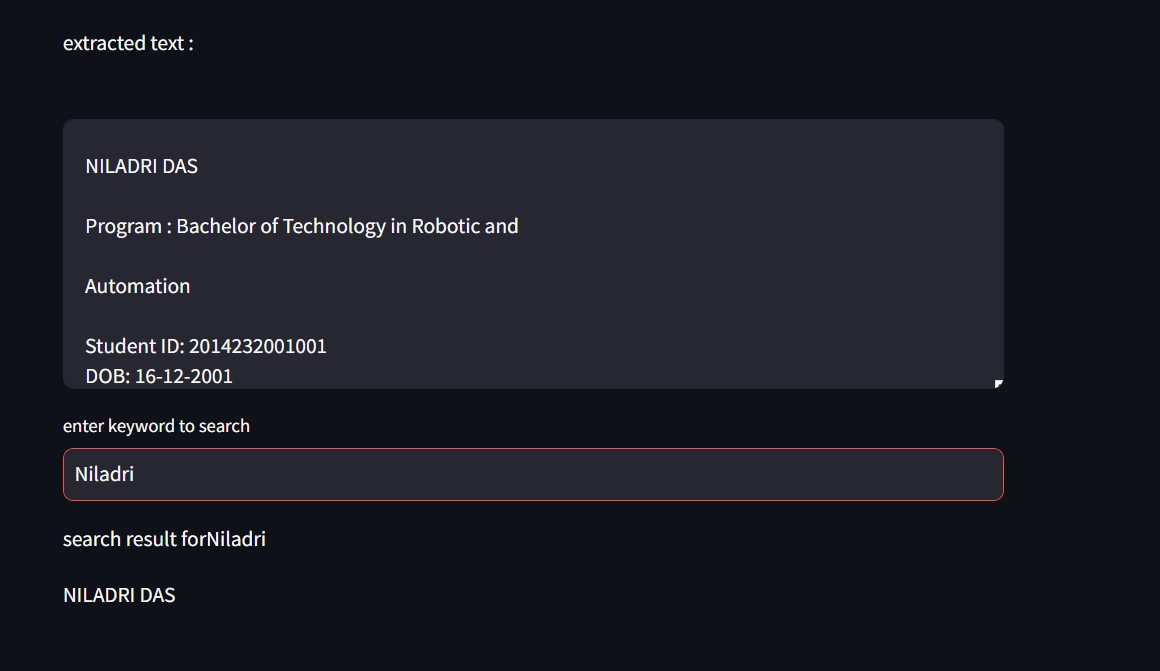 extracted text :
NILADRI DAS
Program : Bachelor of Technology in Robotic and
Automation
Student ID: 2014232001001
DOB: 16-12-2001
enter keyword to search
Niladri
search result forNiladri
NILADRI DAS